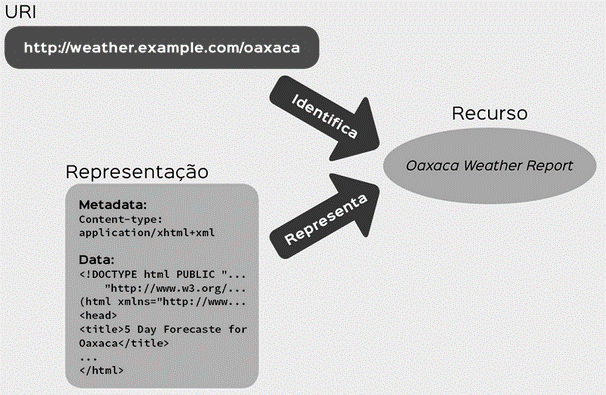 URI
http://weather.example.com/oaxaca
Identifica
Recurso
Oaxaca Weather Report
Representação
Representa
Metadata:
Content-type:
application/xhtml+xml
Data:
<!DOCTYPE html PUBLIC "...
"http://www.w3.org/...
(html xmlns="http://www...
<head>
<title>5 Day Forecaste for
Oaxaca</title>
...
</html>